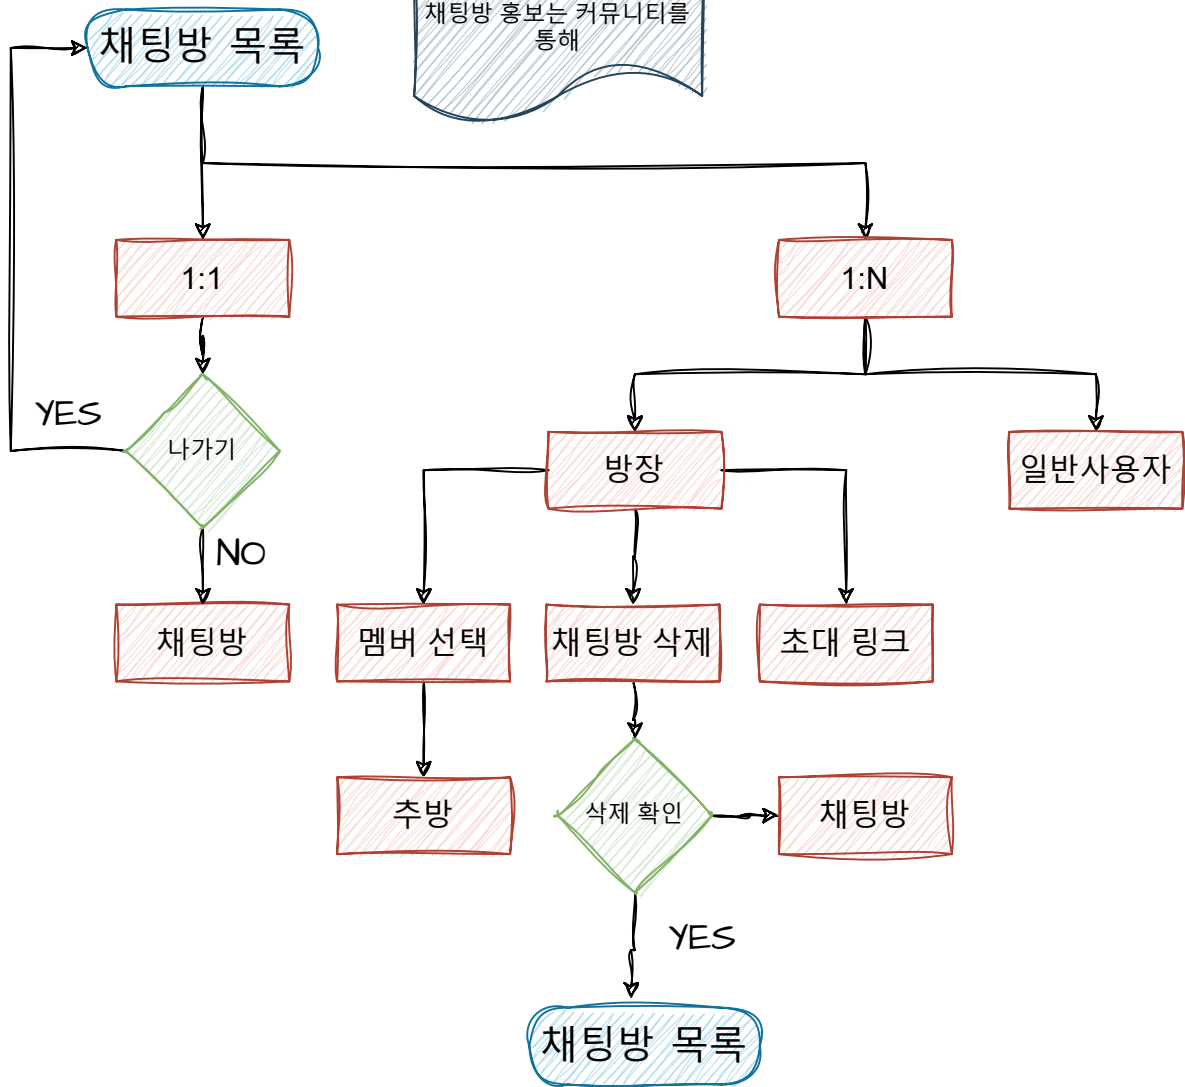 채팅방 홍보는 커뮤니티를
통해
채팅방 목록
1:1
1:N
YES
나가기
방장
일반사용자
NO
채팅방
멤버 선택
채팅방 삭제
초대 링크
추방
삭제 확인
채팅방
YES
채팅방 목록